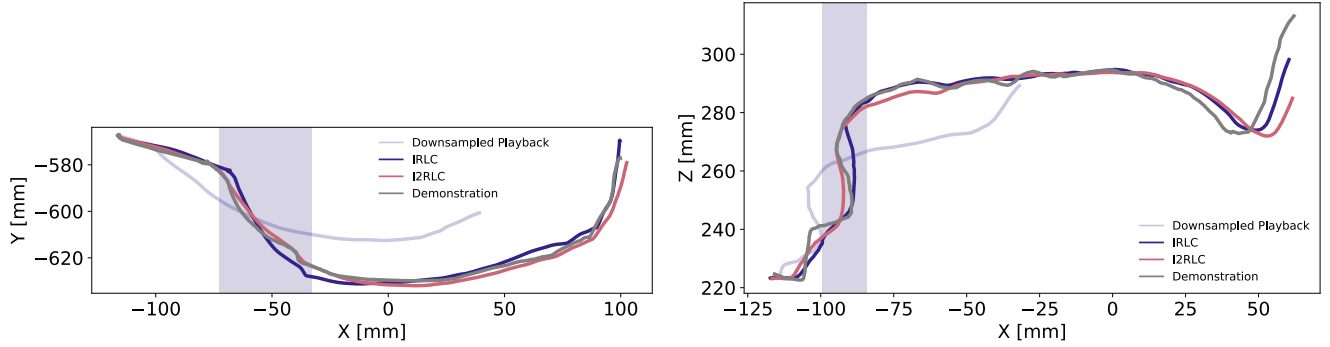 Y [mm]
−580
−600
−620
−100
−50
0
50
100
X [mm]
Downsampled Playback
IRLC
I2RLC
Demonstration
Z [mm]
300
280
260
240
220
−125
−100
−75
−50
−25
0
25
50
X [mm]
Downsampled Playback
IRLC
I2RLC
Demonstration